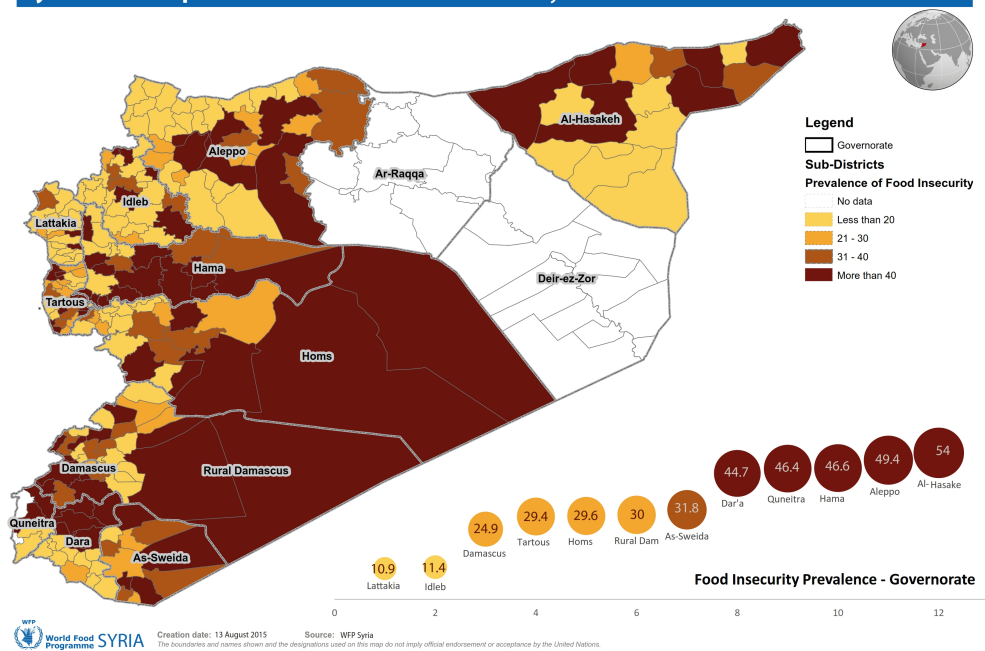 Aleppo
Al-Hasakeh
Ar-Raqqa
Idleb
Lattakia
Hama
Deir-ez-Zor
Tartous
Homs
Damascus
Rural Damascus
Quneitra
Dara
As-Sweida
Legend
Governorate
Sub-Districts
Prevalence of Food Insecurity
No data
Less than 20
21 - 30
31 - 40
More than 40
10.9
Lattakia
11.4
Idleb
24.9
Damascus
29.4
Tartous
29.6
Homs
30
Rural Dam
31.8
As-Sweida
44.7
Dar'a
46.4
Quneitra
46.6
Hama
49.4
Aleppo
54
Al-Hasake
Food Insecurity Prevalence - Governorate
0 2 4 6 8 10 12
WFP
World Food
Programme
SYRIA
Creation date: 13 August 2015 Source: WFP Syria
The boundaries and names shown and the designations used on this map do not imply official endorsement or acceptance by the United Nations.